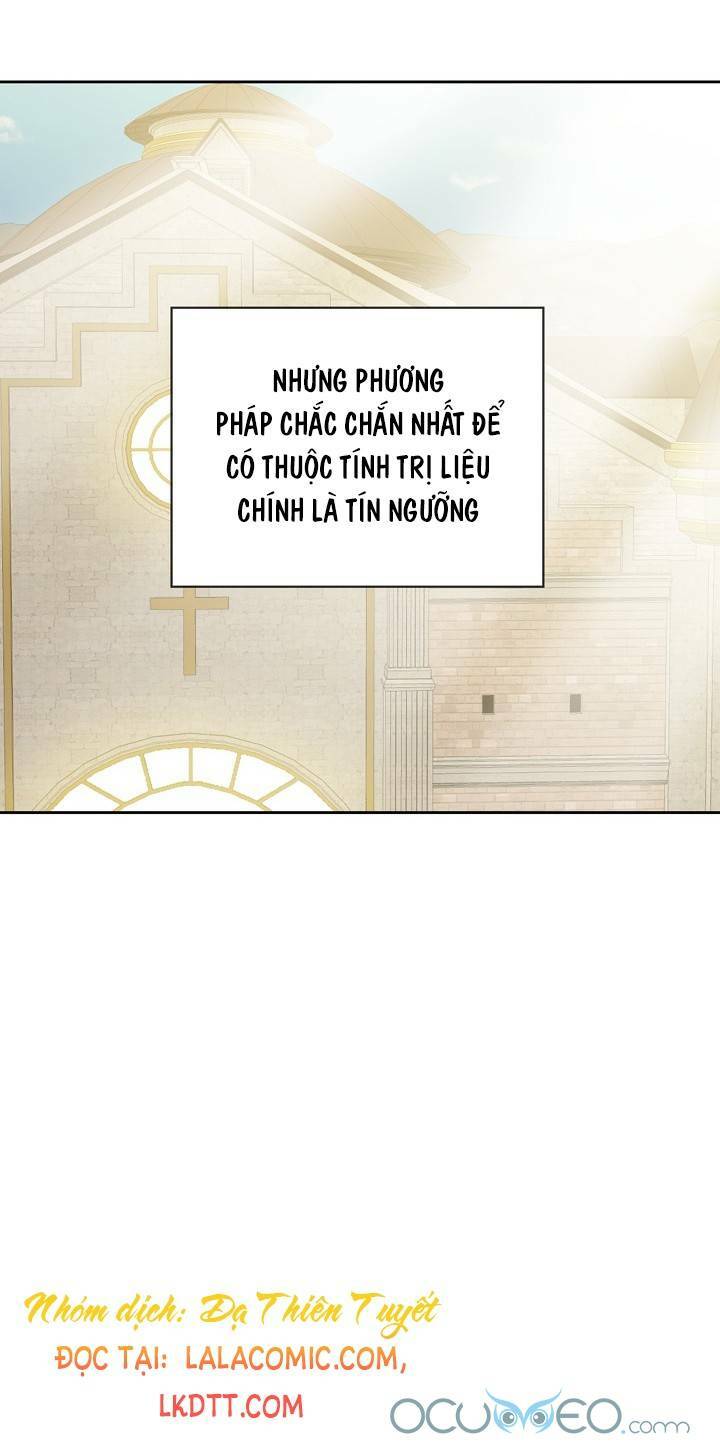 NHƯNG PHƯƠNG
PHÁP CHẮC CHẮN NHẤT ĐỂ
CÓ THUỘC TÍNH TRỊ LIỆU
CHÍNH LÀ TÍN NGƯỠNG
Nhóm dịch: Dạ Thiên Tuyết
ĐỌC TẠI: LALACOMIC.COM,
LKDTT.COM
OCUMEO.comm